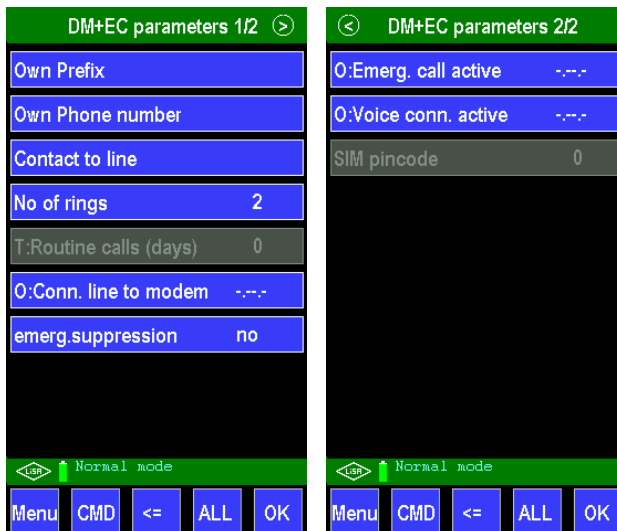 DM+EC parameters 1/2 >
Own Prefix
Own Phone number
Contact to line
No of rings 2
T:Routine calls (days) 0
O:Conn. line to modem -.--.-
emerg.suppression no
LiSA Normal mode
Menu CMD <= ALL OK
< DM+EC parameters 2/2
O:Emerg. call active -.--.-
O:Voice conn. active -.--.-
SIM pincode 0
LiSA Normal mode
Menu CMD <= ALL OK